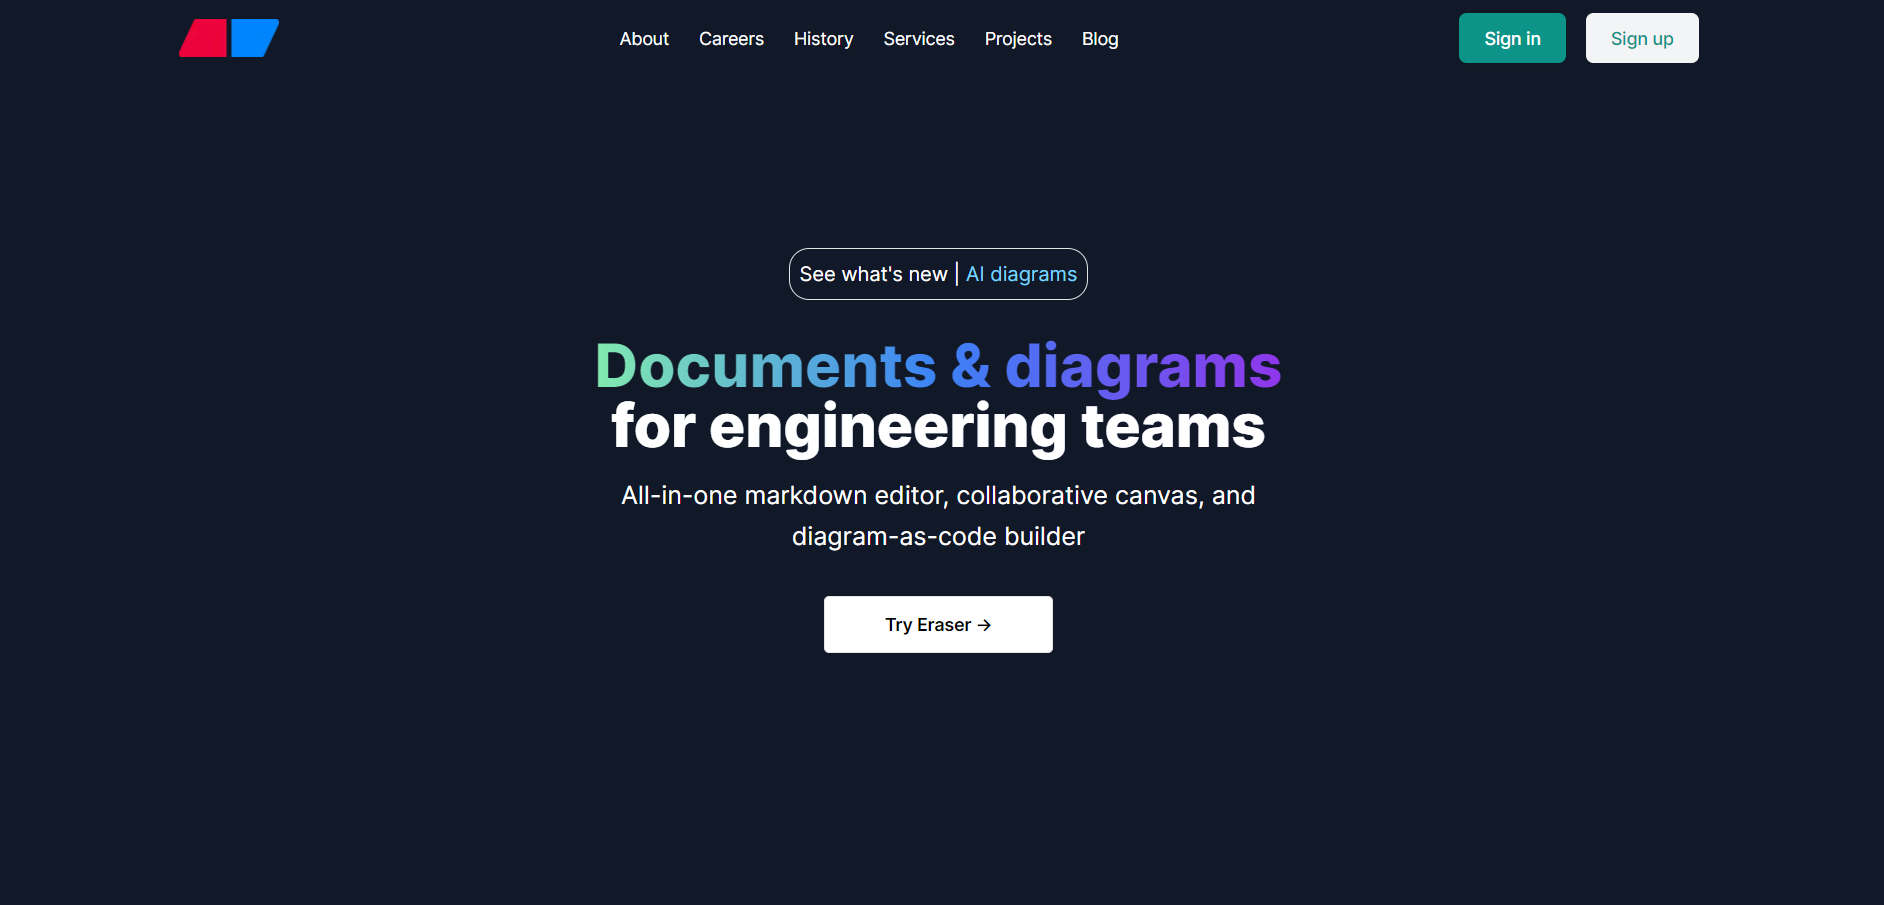 About Careers History Services Projects Blog Sign in Sign up
See what's new | AI diagrams
Documents & diagrams
for engineering teams
All-in-one markdown editor, collaborative canvas, and
diagram-as-code builder
Try Eraser →